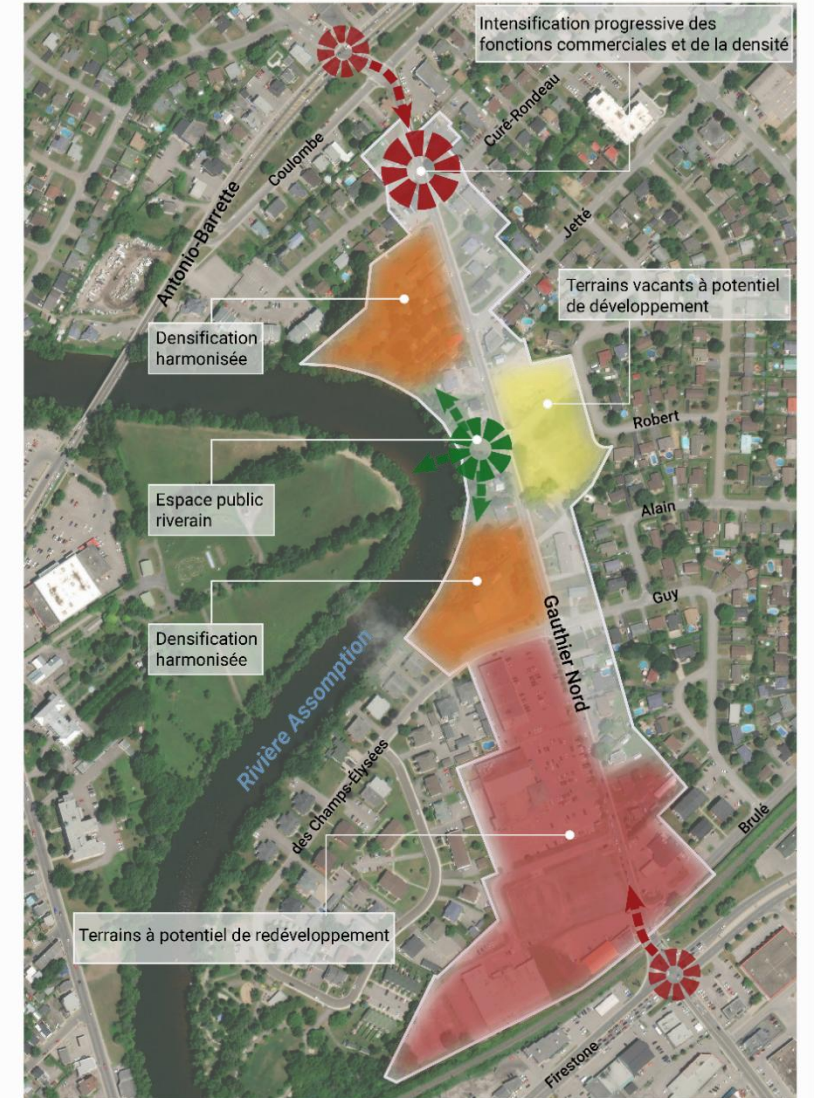 Intensification progressive des
fonctions commerciales et de la densité
Curé-Rondeau
Coulombe
Antonio-Barrette
Jetté
Terrains vacants à potentiel
de développement
Densification
harmonisée
Robert
Espace public
riverain
Alain
Guy
Densification
harmonisée
Gauthier Nord
Rivière Assomption
des Champs-Élysées
Brulé
Terrains à potentiel de redéveloppement
Firestone